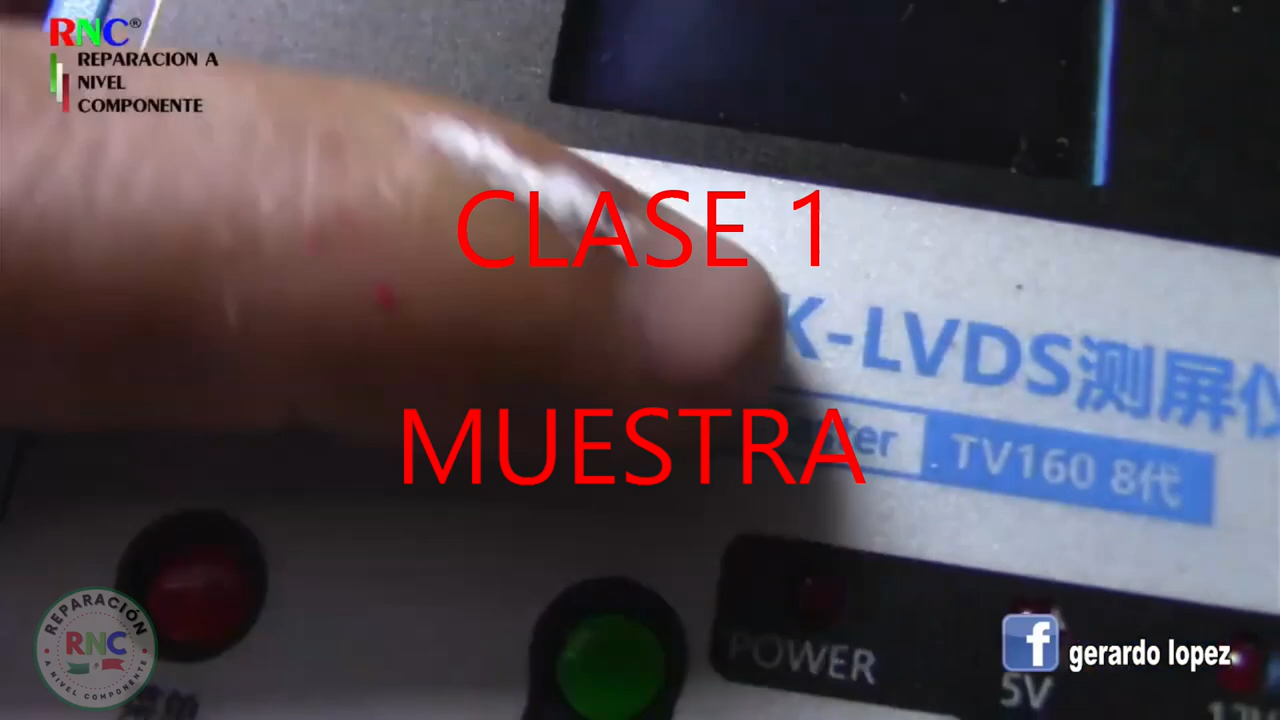 RNC®
REPARACION A
NIVEL
COMPONENTE
CLASE 1
K-LVDS测屏仪
MUESTRA
TV160 8代
POWER
5V
gerardo lopez
REPARACIÓN
RNC
A NIVEL COMPONENTE